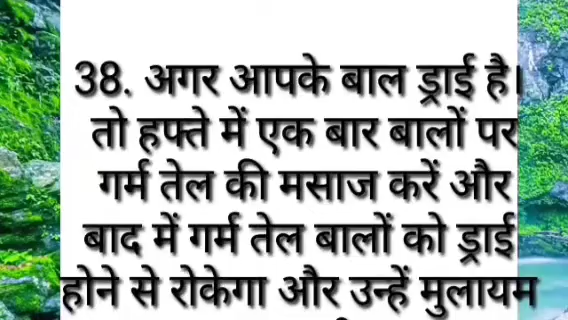 38. अगर आपके बाल ड्राई है।
तो हफ्ते में एक बार बालों पर
गर्म तेल की मसाज करें और
बाद में गर्म तेल बालों को ड्राई
होने से रोकेगा और उन्हें मुलायम